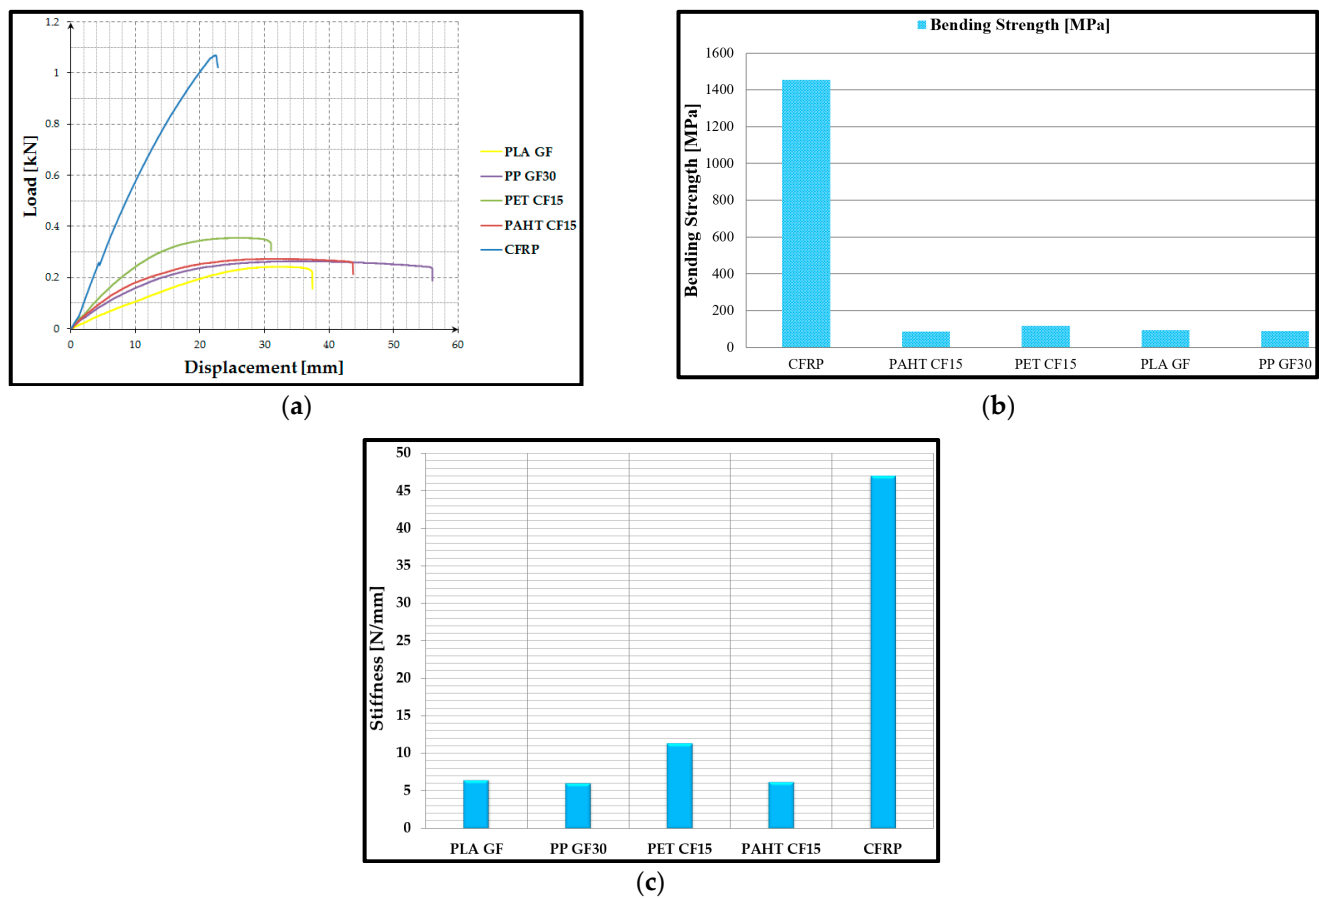 1.2
1
0.8
0.6
0.4
0.2
0
Load [kN]
0 10 20 30 40 50 60
Displacement [mm]
PLA GF
PP GF30
PET CF15
PAHT CF15
CFRP
(a)
Bending Strength [MPa]
1600
1400
1200
1000
800
600
400
200
0
Bending Strength [MPa]
CFRP PAHT CF15 PET CF15 PLA GF PP GF30
(b)
50
45
40
35
30
25
20
15
10
5
0
Stiffness [N/mm]
PLA GF PP GF30 PET CF15 PAHT CF15 CFRP
(c)